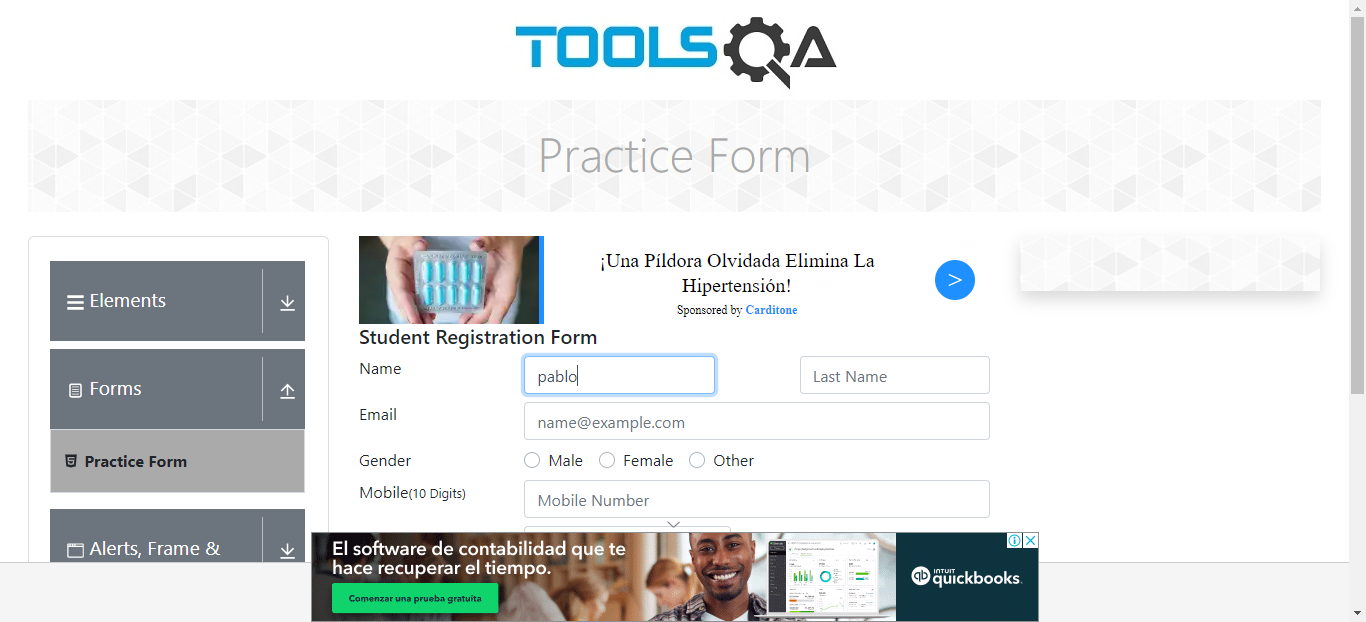 TOOLSQA
Practice Form
Elements
Forms
Practice Form
Alerts, Frame &
¡Una Píldora Olvidada Elimina La
Hipertensión!
Sponsored by Carditone
>
Student Registration Form
Name
pablo
Last Name
Email
name@example.com
Gender
Male
Female
Other
Mobile(10 Digits)
Mobile Number
El software de contabilidad que te
hace recuperar el tiempo.
Comenzar una prueba gratuita
INTUIT
quickbooks.